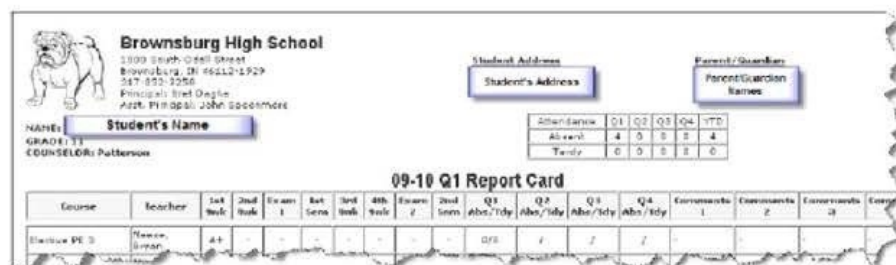 Brownsburg High School
1000 South Odell Street
Brownsburg, IN 46112-1929
317-852-2258
Principal: Bret Daghe
Asst. Principal:
Student Address
Student's Address
Parent/Guardian
Parent/Guardian
Names
NAME: Student's Name
GRADE: 11
COUNSELOR: Patterson
Attendance Q1 Q2 Q3 Q4 YTD
Absent 4 0 0 0 4
Tardy 0 0 0 0 0
09-10 Q1 Report Card
Course Teacher 1st 9wk 2nd 9wk Exam 1 1st Sem 3rd 9wk 4th 9wk Exam 2 2nd Sem Q1 Abs/Tdy Q2 Abs/Tdy Q3 Abs/Tdy Q4 Abs/Tdy Comments 1 Comments 2 Comments 3
Elective PE 3 A+ - - - - - - - / / / - - -